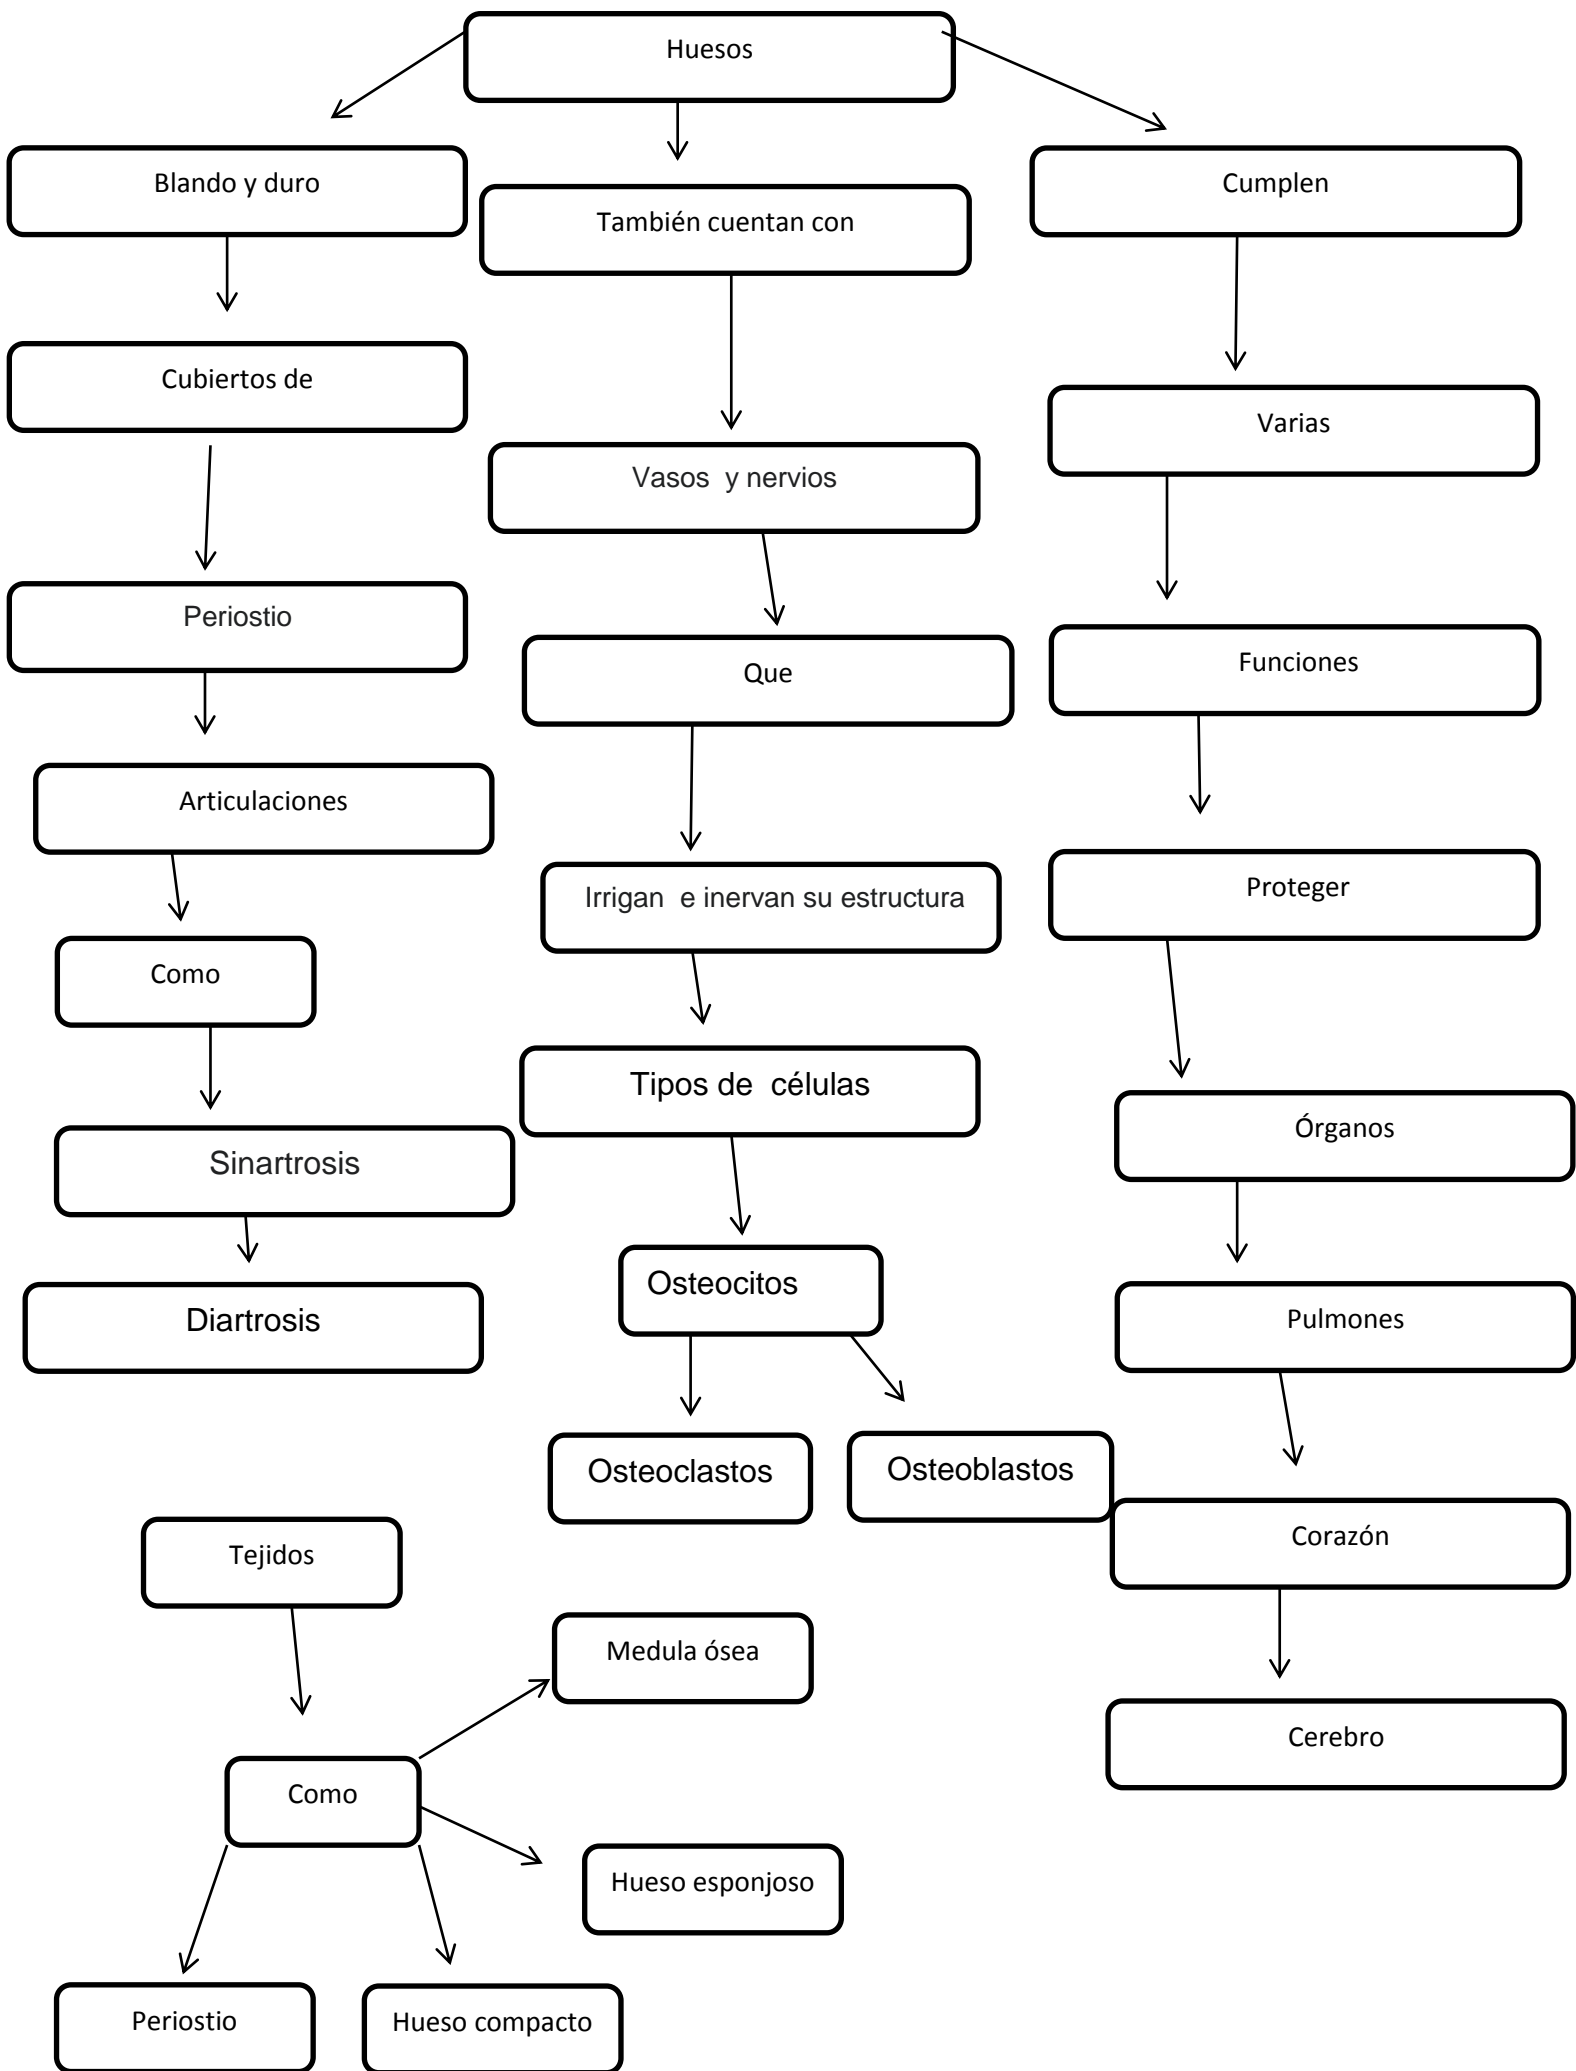 Huesos
Blando y duro
También cuentan con
Cumplen
Cubiertos de
Varias
Vasos y nervios
Periostio
Que
Funciones
Articulaciones
Irrigan e inervan su estructura
Proteger
Como
Tipos de células
Órganos
Sinartrosis
Osteocitos
Diartrosis
Pulmones
Osteoclastos
Osteoblastos
Tejidos
Corazón
Medula ósea
Cerebro
Como
Hueso esponjoso
Periostio
Hueso compacto